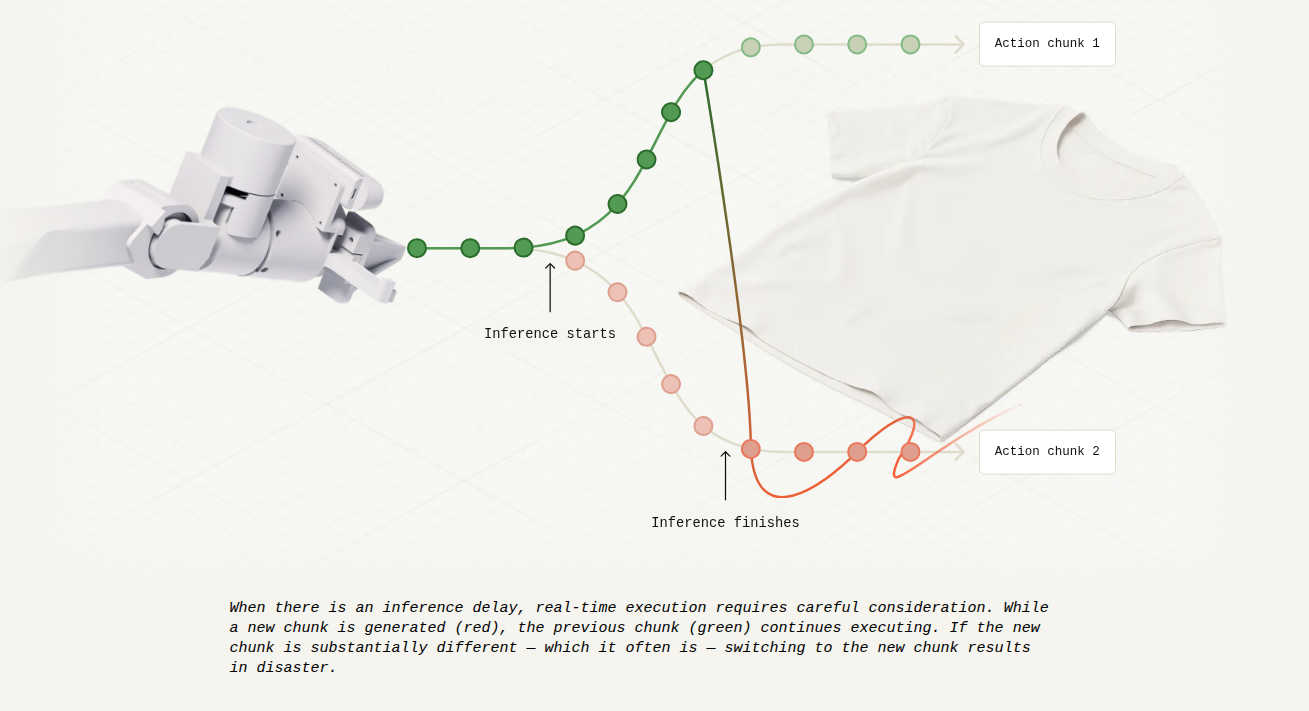 Action chunk 1
Inference starts
Action chunk 2
Inference finishes
When there is an inference delay, real-time execution requires careful consideration. While
a new chunk is generated (red), the previous chunk (green) continues executing. If the new
chunk is substantially different — which it often is — switching to the new chunk results
in disaster.